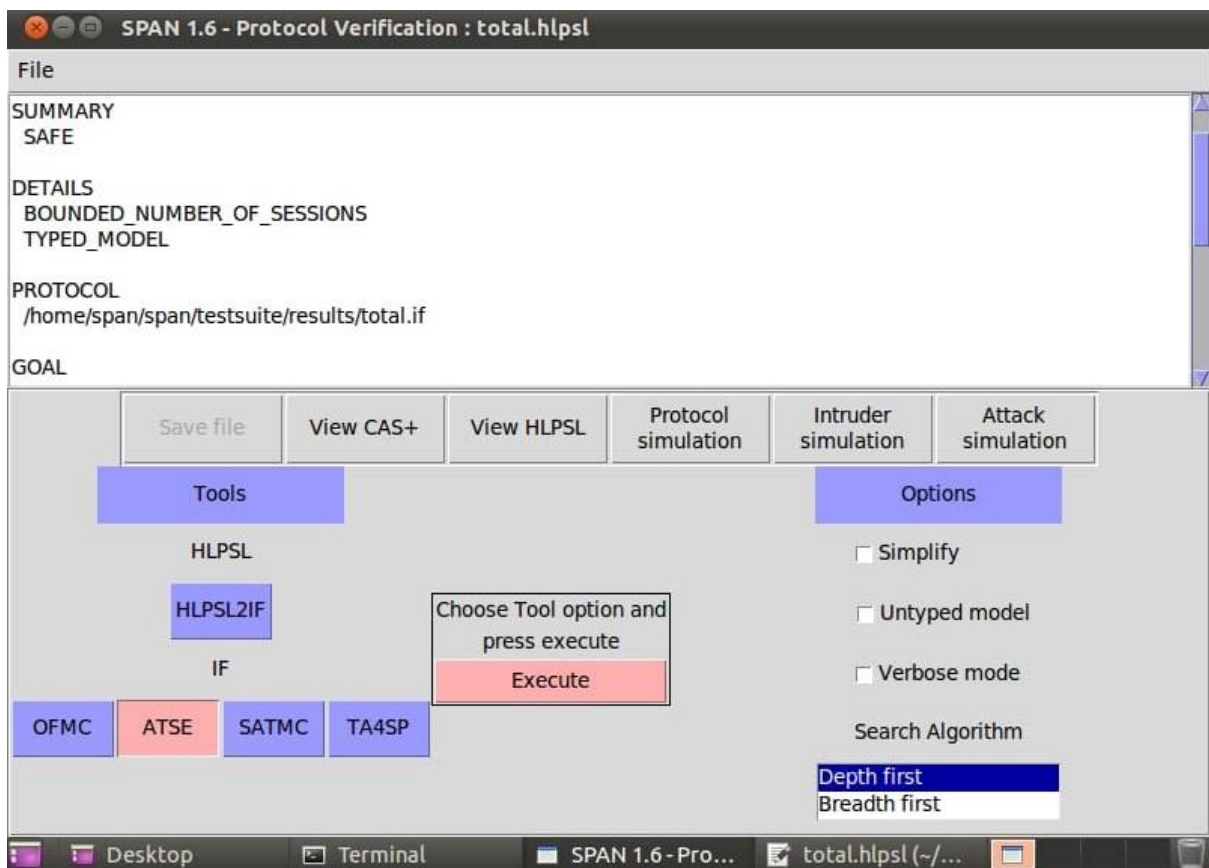 SPAN 1.6 - Protocol Verification : total.hlpsl
File
SUMMARY
SAFE
DETAILS
BOUNDED_NUMBER_OF_SESSIONS
TYPED_MODEL
PROTOCOL
/home/span/span/testsuite/results/total.if
GOAL
Save file
View CAS+
View HLPSL
Protocol
simulation
Intruder
simulation
Attack
simulation
Tools
Options
HLPSL
Simplify
HLPSL2IF
Choose Tool option and
press execute
Untyped model
IF
Execute
Verbose mode
OFMC
ATSE
SATMC
TA4SP
Search Algorithm
Depth first
Breadth first
Desktop
Terminal
SPAN 1.6 - Pro...
total.hlpsl (~/...